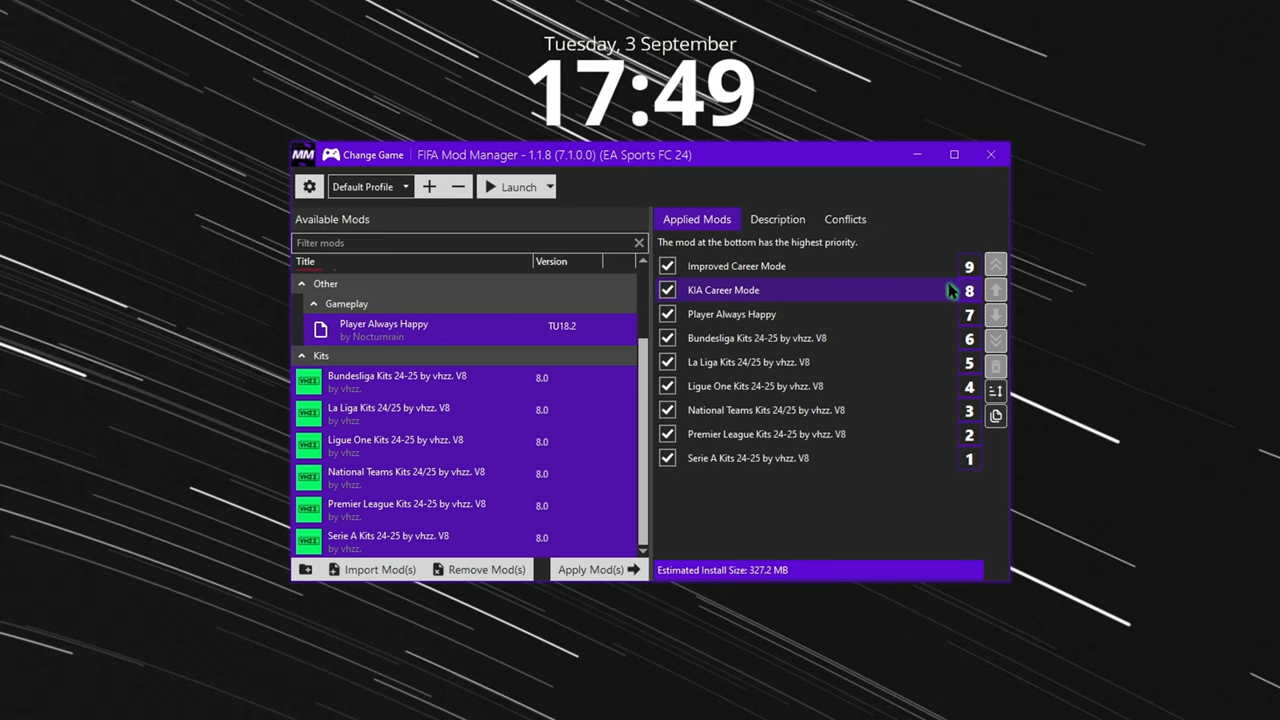 Tuesday, 3 September
17:49
MM Change Game FIFA Mod Manager - 1.1.8 (7.1.0.0) (EA Sports FC 24)
Default Profile Launch
Available Mods
Filter mods
Title Version
Other
Gameplay
Player Always Happy TU18.2
by Nocturnrain
Kits
VHZZ Bundesliga Kits 24-25 by vhzz. V8 8.0
by vhzz.
VHZZ La Liga Kits 24/25 by vhzz. V8 8.0
by vhzz
VHZZ Ligue One Kits 24-25 by vhzz. V8 8.0
by vhzz
VHZZ National Teams Kits 24/25 by vhzz. V8 8.0
by vhzz.
VHZZ Premier League Kits 24-25 by vhzz. V8 8.0
by vhzz.
VHZZ Serie A Kits 24-25 by vhzz. V8 8.0
by vhzz.
Import Mod(s) Remove Mod(s) Apply Mod(s)
Applied Mods Description Conflicts
The mod at the bottom has the highest priority.
Improved Career Mode 9
KIA Career Mode 8
Player Always Happy 7
Bundesliga Kits 24-25 by vhzz. V8 6
La Liga Kits 24/25 by vhzz. V8 5
Ligue One Kits 24-25 by vhzz. V8 4
National Teams Kits 24/25 by vhzz. V8 3
Premier League Kits 24-25 by vhzz. V8 2
Serie A Kits 24-25 by vhzz. V8 1
Estimated Install Size: 327.2 MB